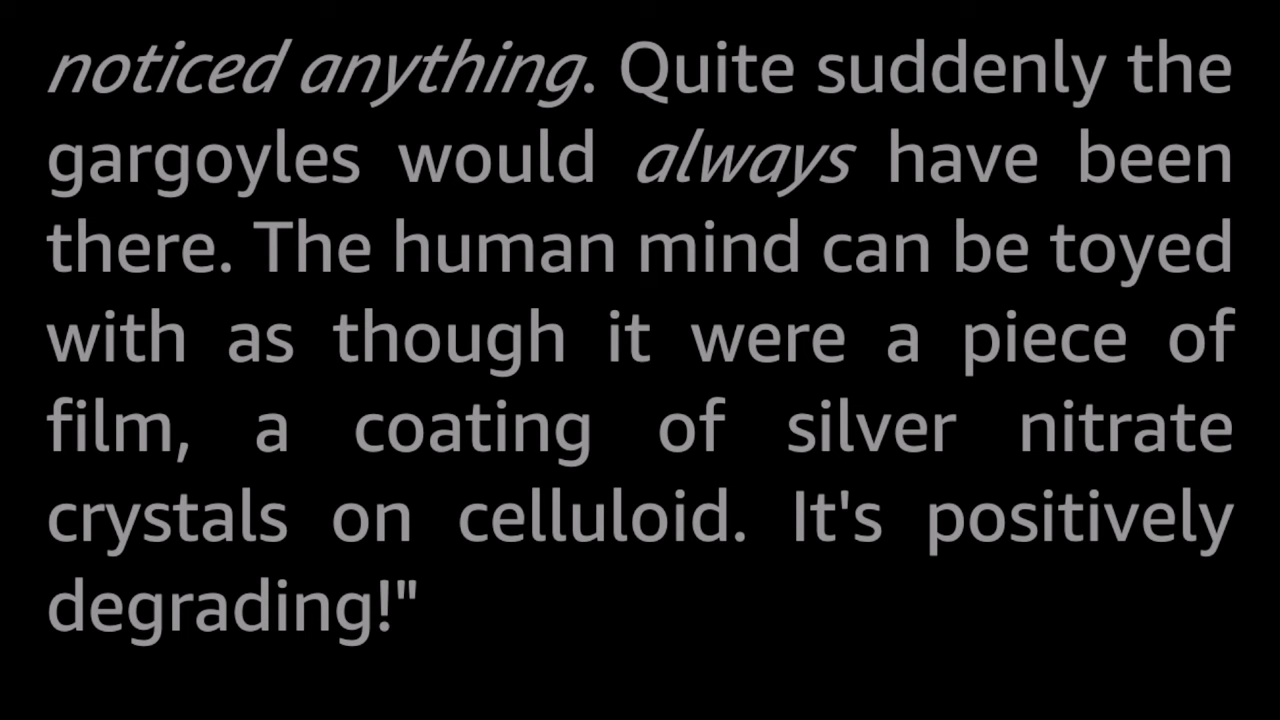 noticed anything. Quite suddenly the
gargoyles would always have been
there. The human mind can be toyed
with as though it were a piece of
film, a coating of silver nitrate
crystals on celluloid. It's positively
degrading!"